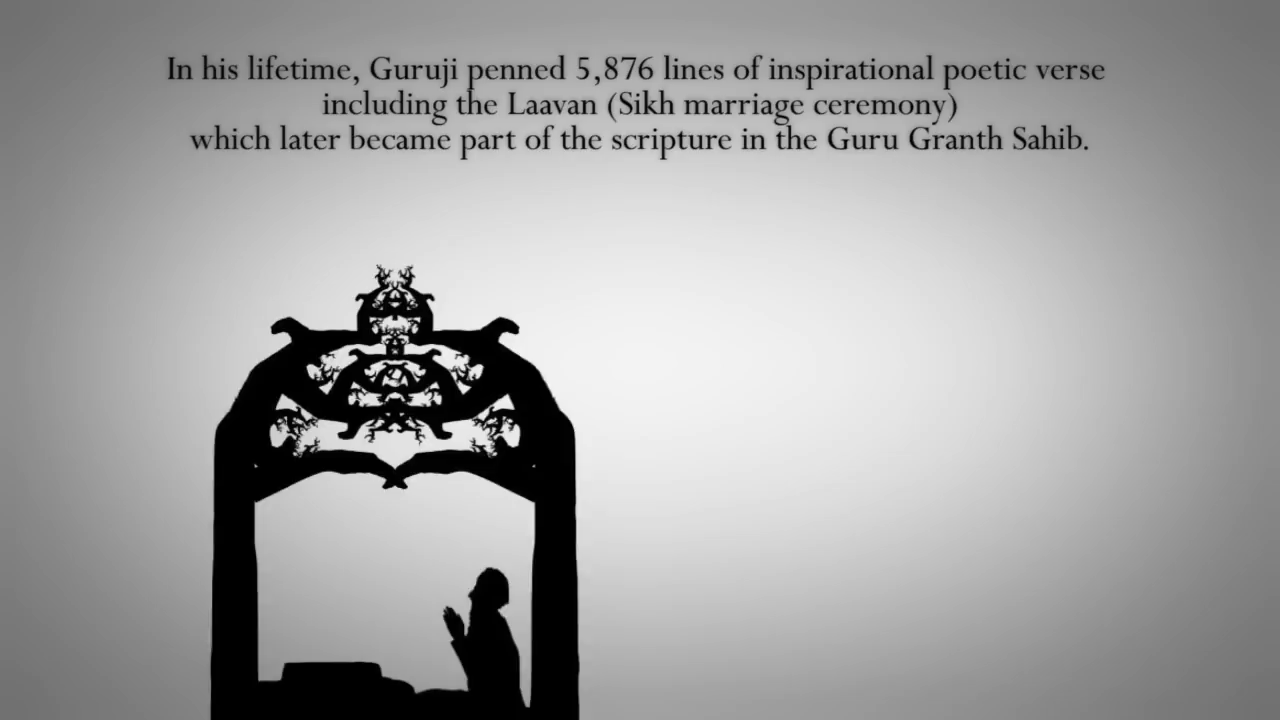 In his lifetime, Guruji penned 5,876 lines of inspirational poetic verse
including the Laavan (Sikh marriage ceremony)
which later became part of the scripture in the Guru Granth Sahib.